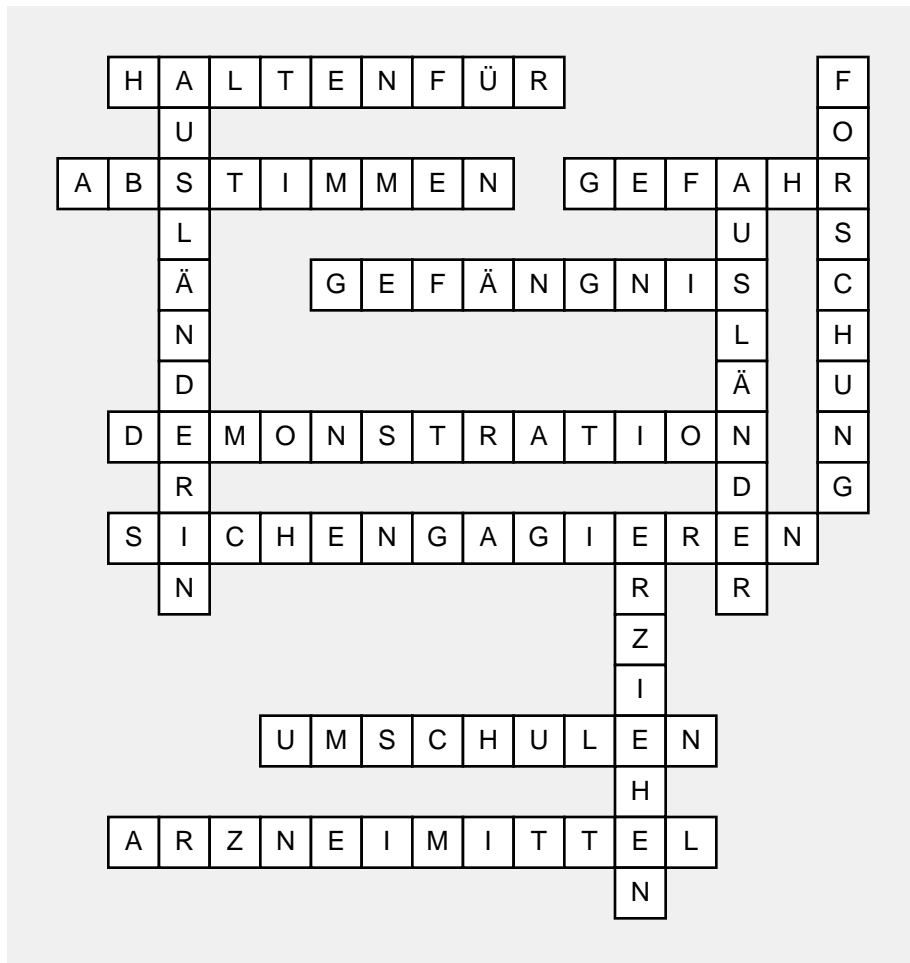 HALTENFÜR
FORSCHUNG
AUSLÄNDERIN
ABSTIMMEN
GEFAHR
AUSLÄNDER
GEFÄNGNIS
DEMONSTRATION
SICHENGAGIEREN
ERZIEHEN
UMSCHULEN
ARZNEIMITTEL